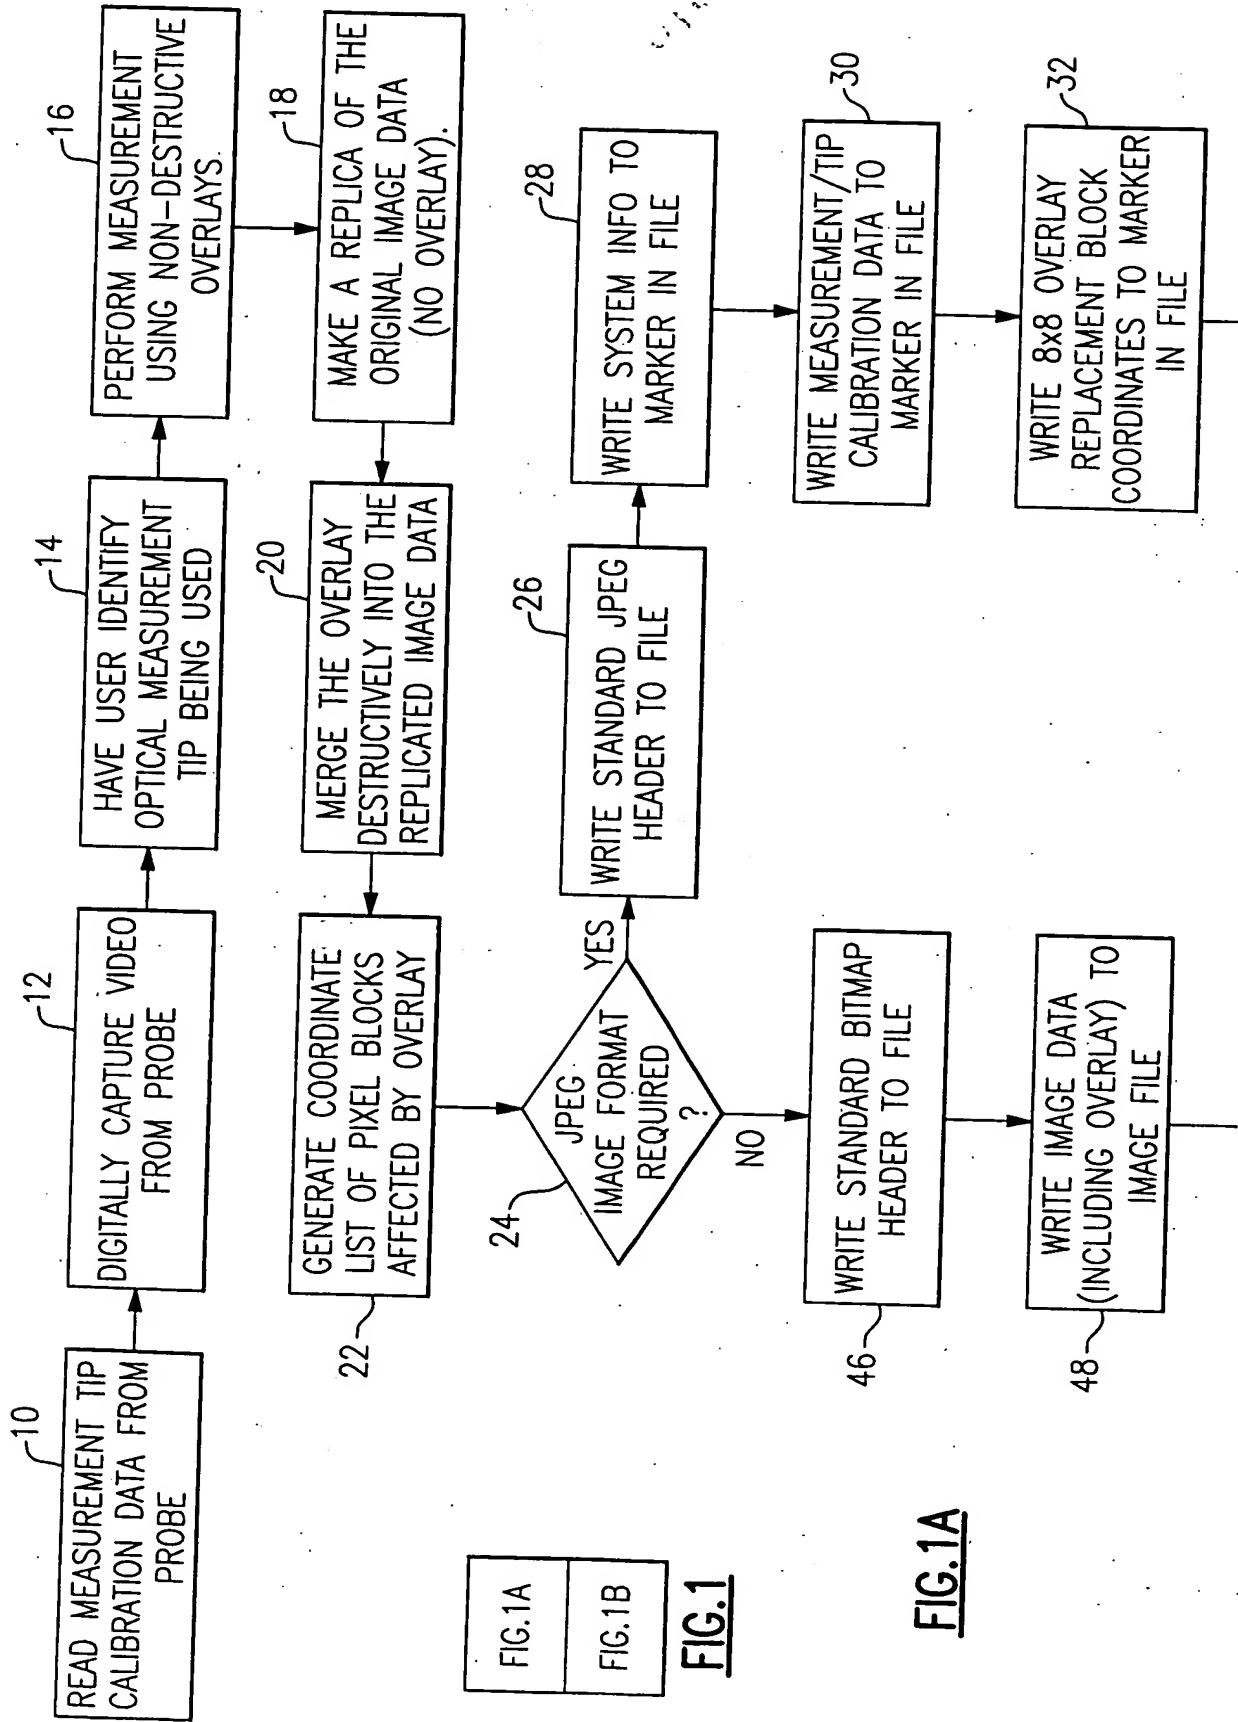 10
READ MEASUREMENT TIP
CALIBRATION DATA FROM
PROBE
12
DIGITALLY CAPTURE VIDEO
FROM PROBE
14
HAVE USER IDENTIFY
OPTICAL MEASUREMENT
TIP BEING USED
16
PERFORM MEASUREMENT
USING NON-DESTRUCTIVE
OVERLAYS.
18
MAKE A REPLICA OF THE
ORIGINAL IMAGE DATA
(NO OVERLAY).
20
MERGE THE OVERLAY
DESTRUCTIVELY INTO THE
REPLICATED IMAGE DATA
22
GENERATE COORDINATE
LIST OF PIXEL BLOCKS
AFFECTED BY OVERLAY
24
JPEG
IMAGE FORMAT
REQUIRED
?
YES
NO
26
WRITE STANDARD JPEG
HEADER TO FILE
28
WRITE SYSTEM INFO TO
MARKER IN FILE
30
WRITE MEASUREMENT/TIP
CALIBRATION DATA TO
MARKER IN FILE
32
WRITE 8x8 OVERLAY
REPLACEMENT BLOCK
COORDINATES TO MARKER
IN FILE
46
WRITE STANDARD BITMAP
HEADER TO FILE
48
WRITE IMAGE DATA
(INCLUDING OVERLAY) TO
IMAGE FILE
FIG.1A
FIG.1B
FIG.1
FIG.1A